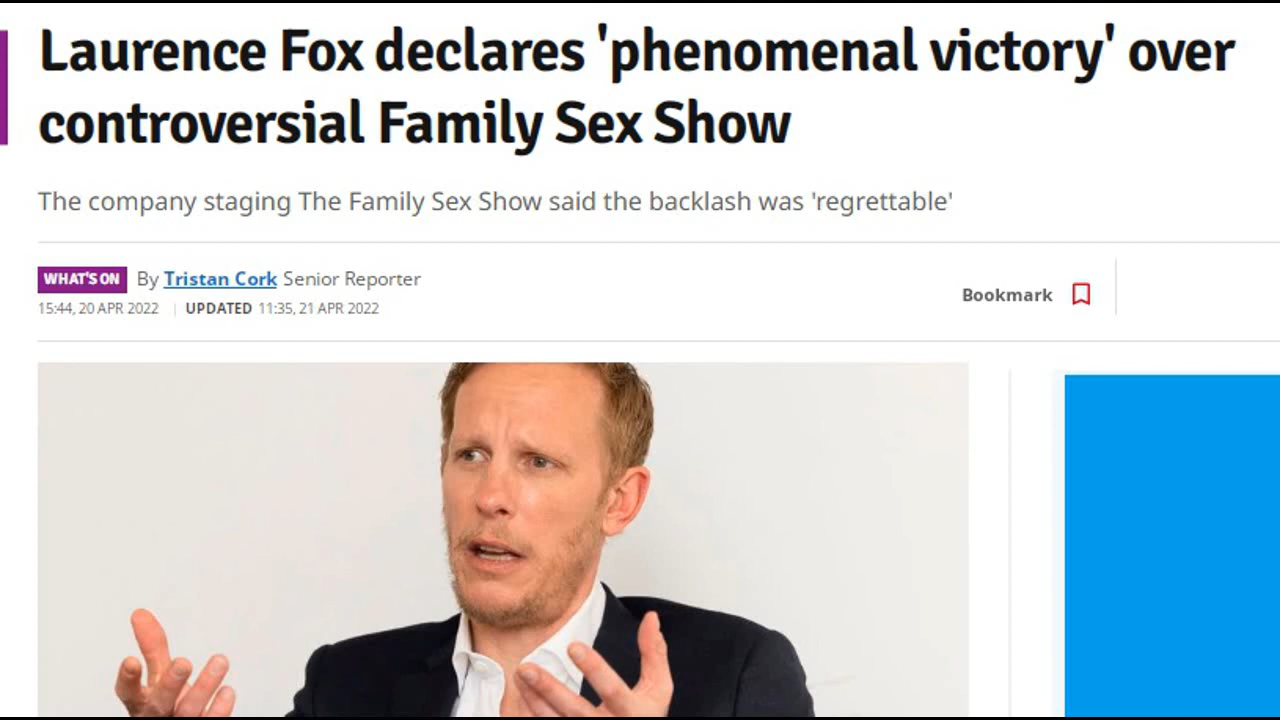 Laurence Fox declares 'phenomenal victory' over
controversial Family Sex Show
The company staging The Family Sex Show said the backlash was 'regrettable'
WHAT'S ON By Tristan Cork Senior Reporter
15:44, 20 APR 2022 | UPDATED 11:35, 21 APR 2022
Bookmark